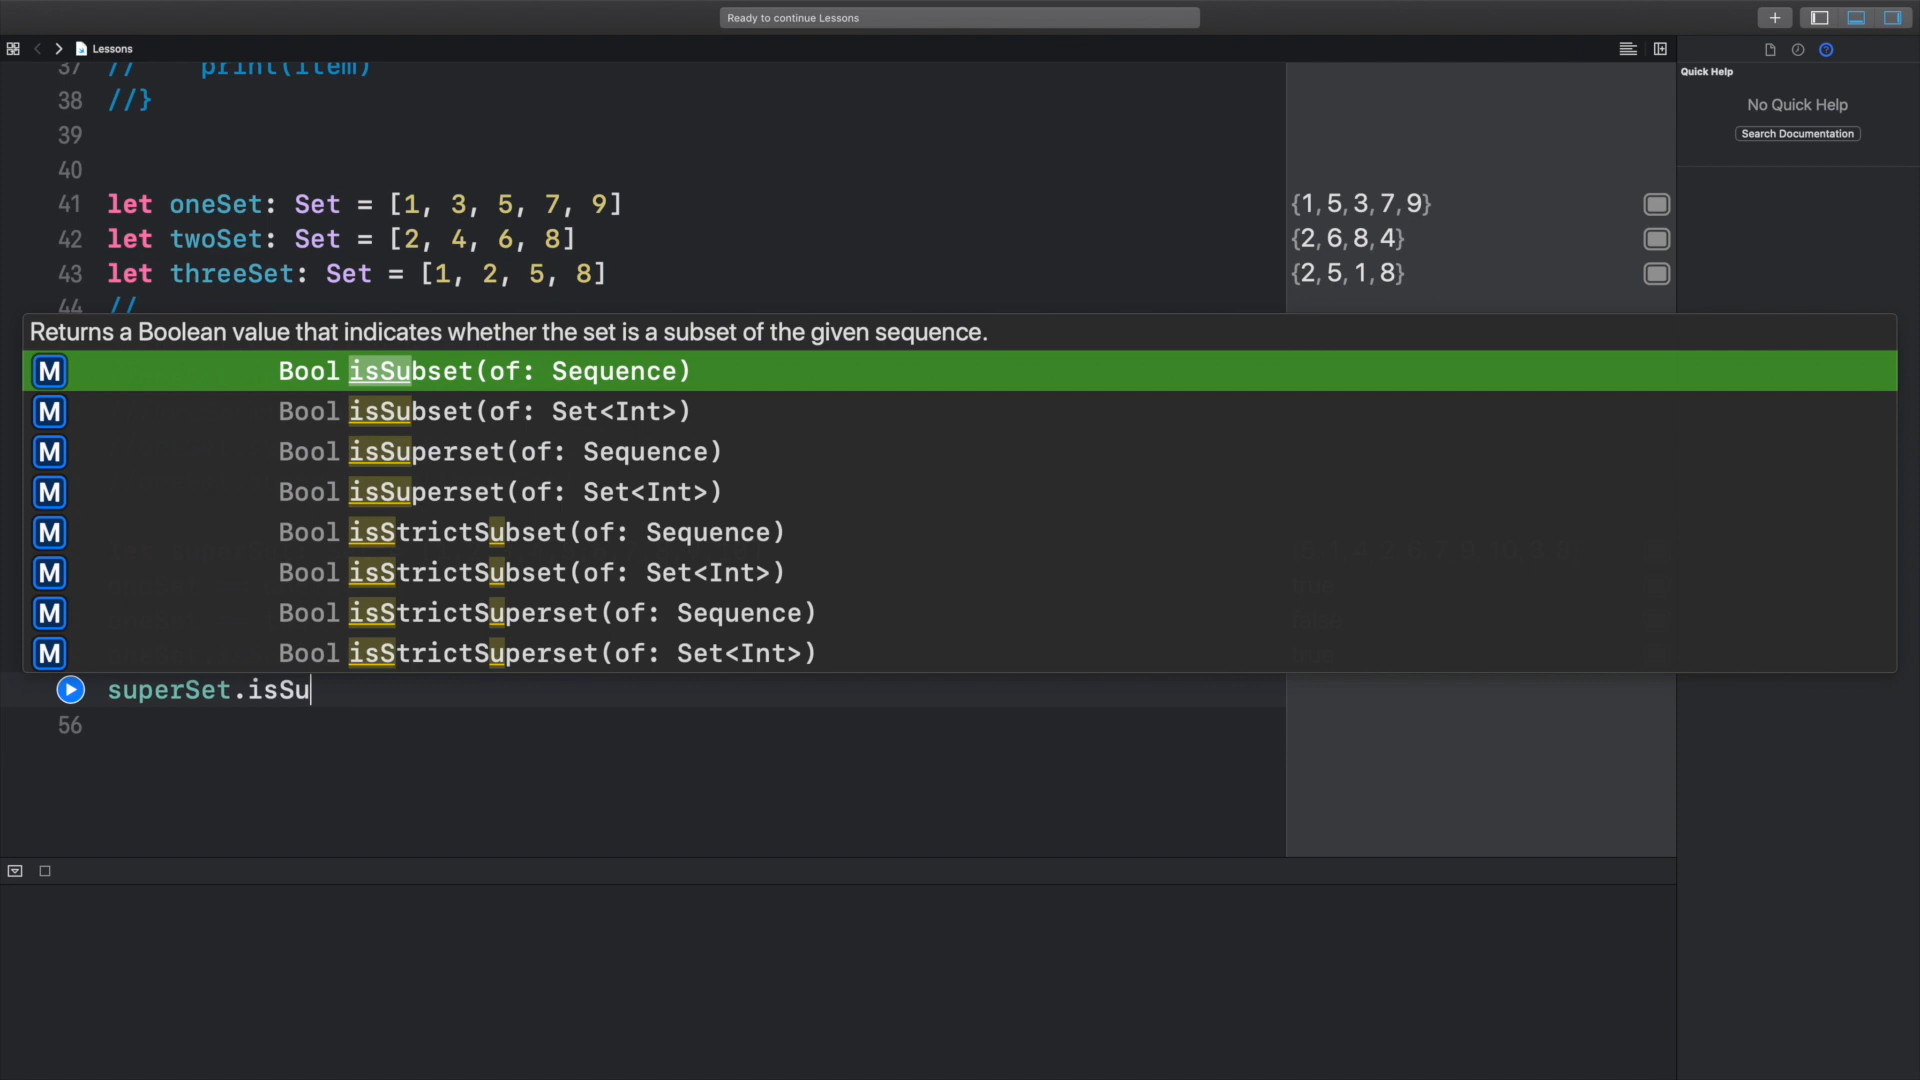 Ready to continue Lessons
Lessons
Quick Help
No Quick Help
Search Documentation
37 //    print(item)
38 //}
39
40
41 let oneSet: Set = [1, 3, 5, 7, 9]
{1, 5, 3, 7, 9}
42 let twoSet: Set = [2, 4, 6, 8]
{2, 6, 8, 4}
43 let threeSet: Set = [1, 2, 5, 8]
{2, 5, 1, 8}
44 //
Returns a Boolean value that indicates whether the set is a subset of the given sequence.
M Bool isSubset(of: Sequence)
M Bool isSubset(of: Set<Int>)
M Bool isSuperset(of: Sequence)
M Bool isSuperset(of: Set<Int>)
M Bool isStrictSubset(of: Sequence)
M Bool isStrictSubset(of: Set<Int>)
M Bool isStrictSuperset(of: Sequence)
M Bool isStrictSuperset(of: Set<Int>)
superSet.isSu
56